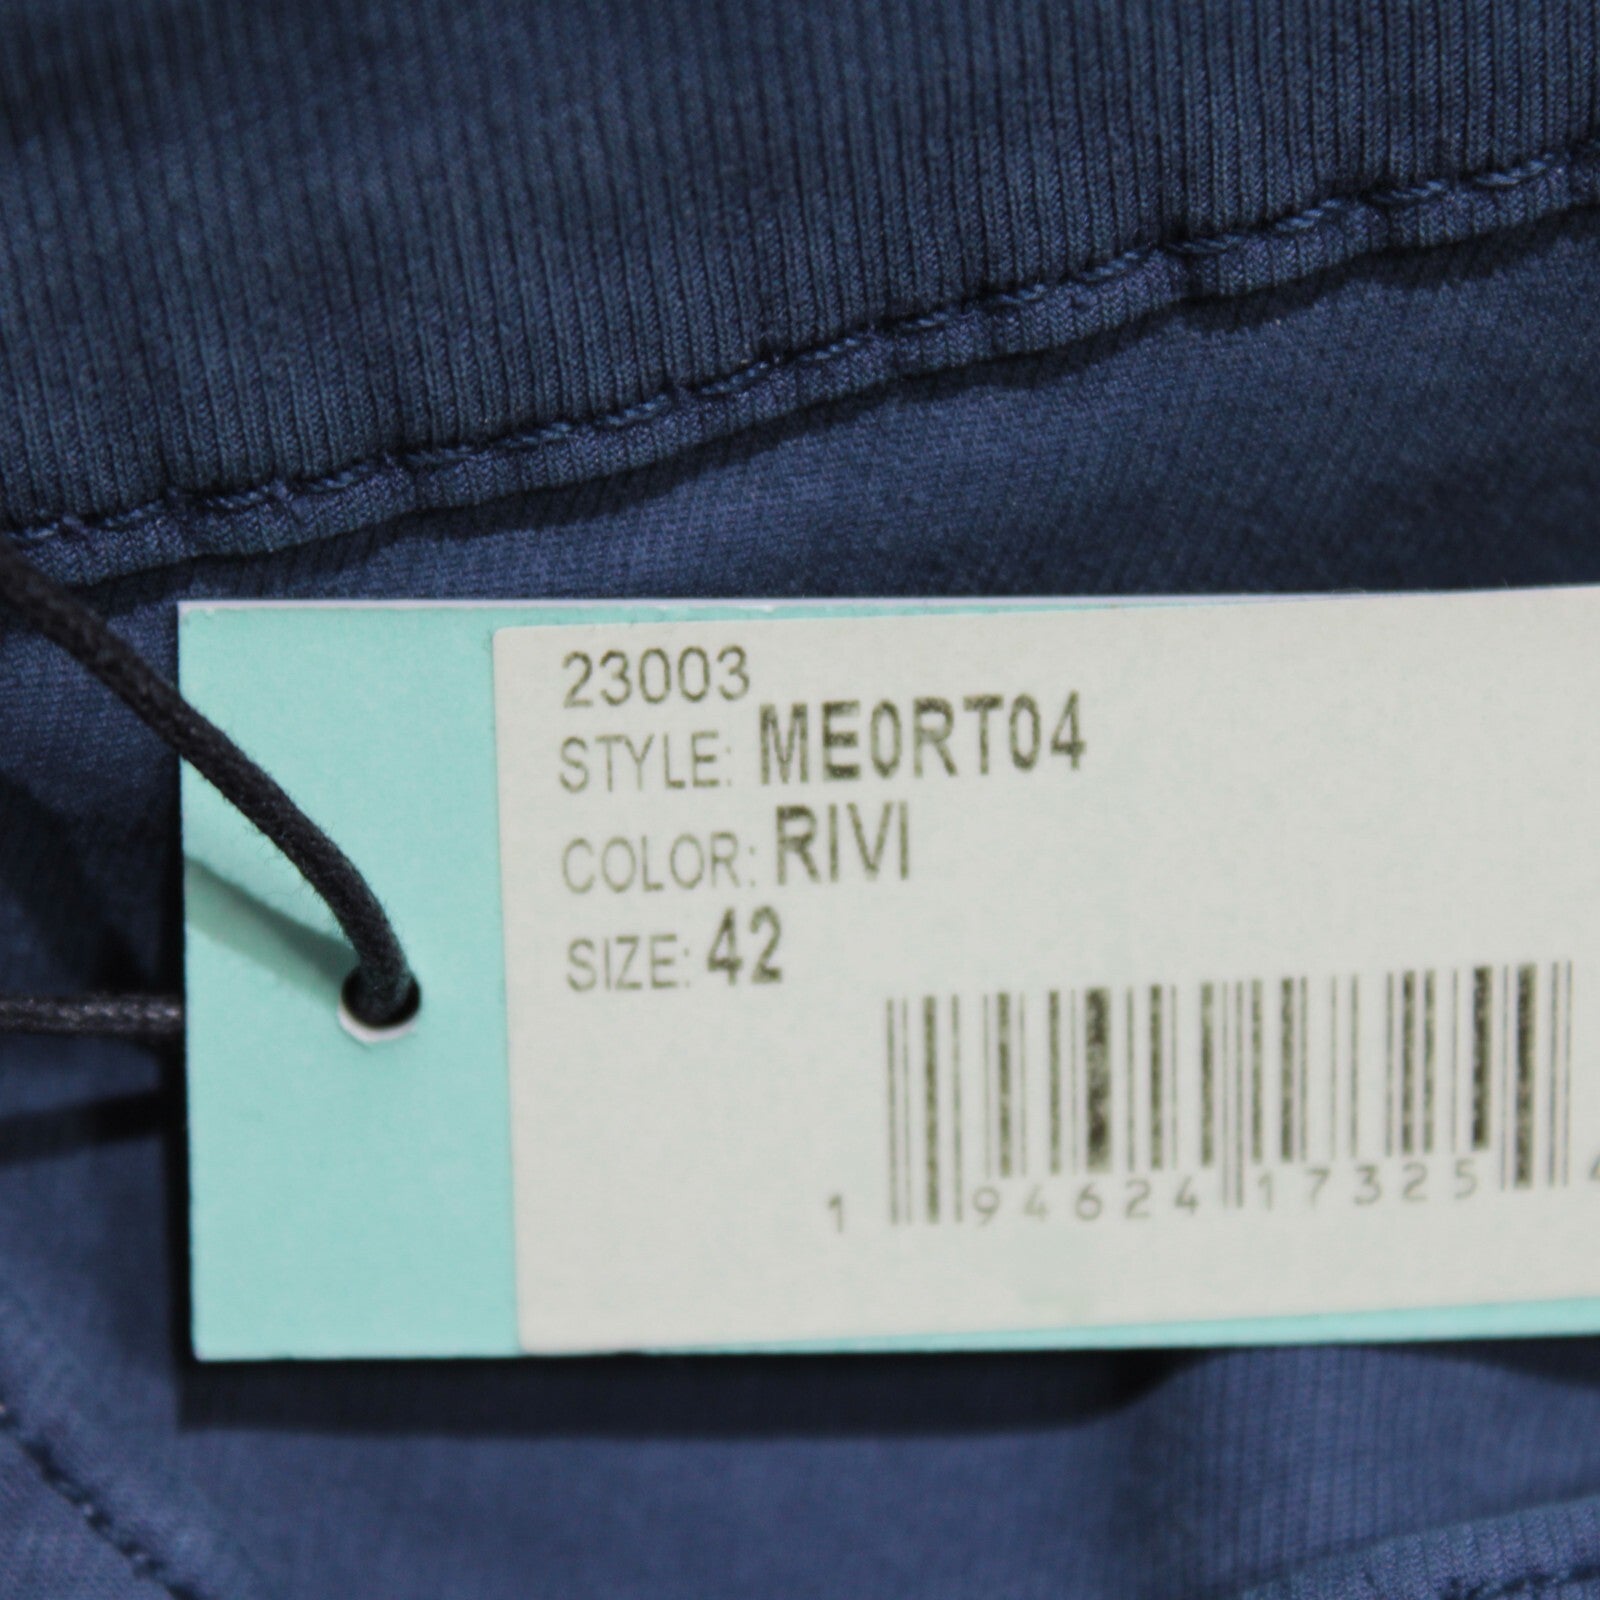 23003
STYLE: ME0RT04
COLOR: RIVI
SIZE: 42
1 94624 17325